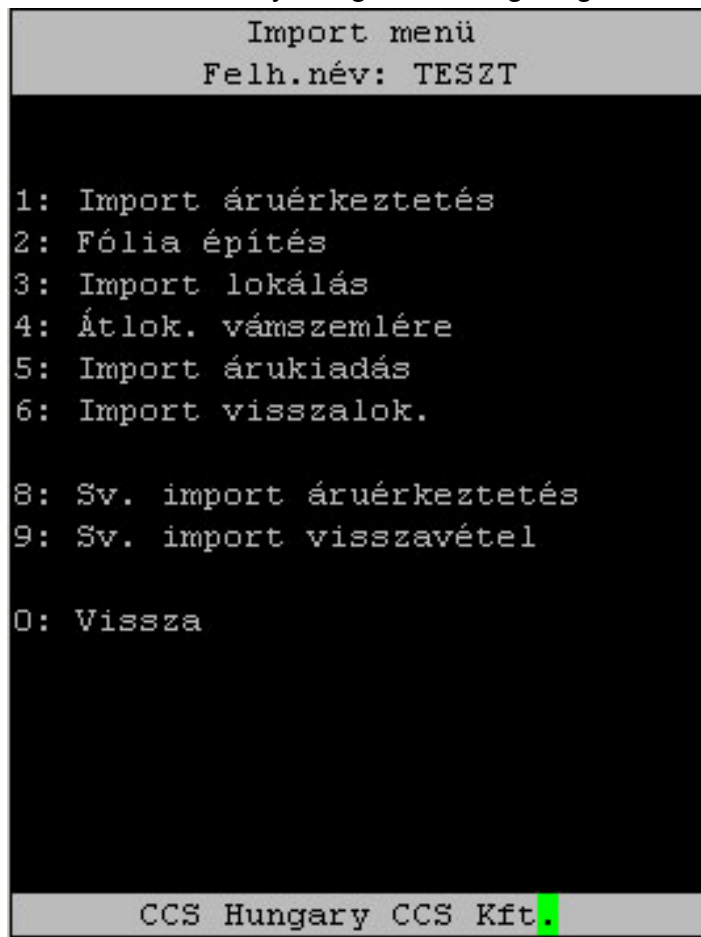 Import menü
Felh.név: TESZT
1: Import áruérkeztetés
2: Fólia építés
3: Import lokálás
4: Átlok. vámszemlére
5: Import árukiadás
6: Import visszalok.
8: Sv. import áruérkeztetés
9: Sv. import visszavétel
0: Vissza
CCS Hungary CCS Kft.